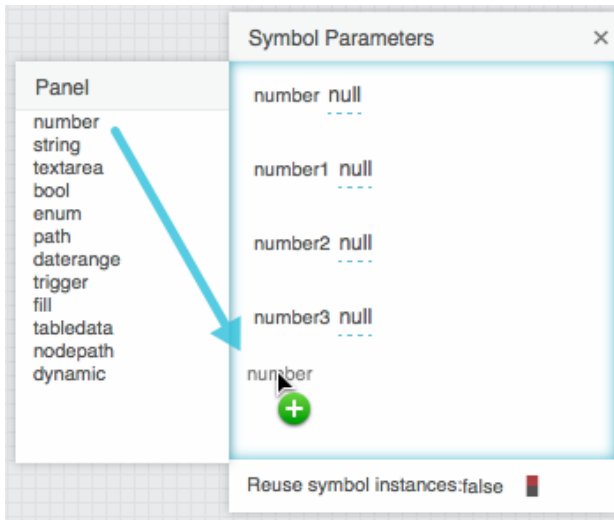 Symbol Parameters ×
Panel
number
string
textarea
bool
enum
path
daterange
trigger
fill
tabledata
nodepath
dynamic
number null
number1 null
number2 null
number3 null
number
Reuse symbol instances:false